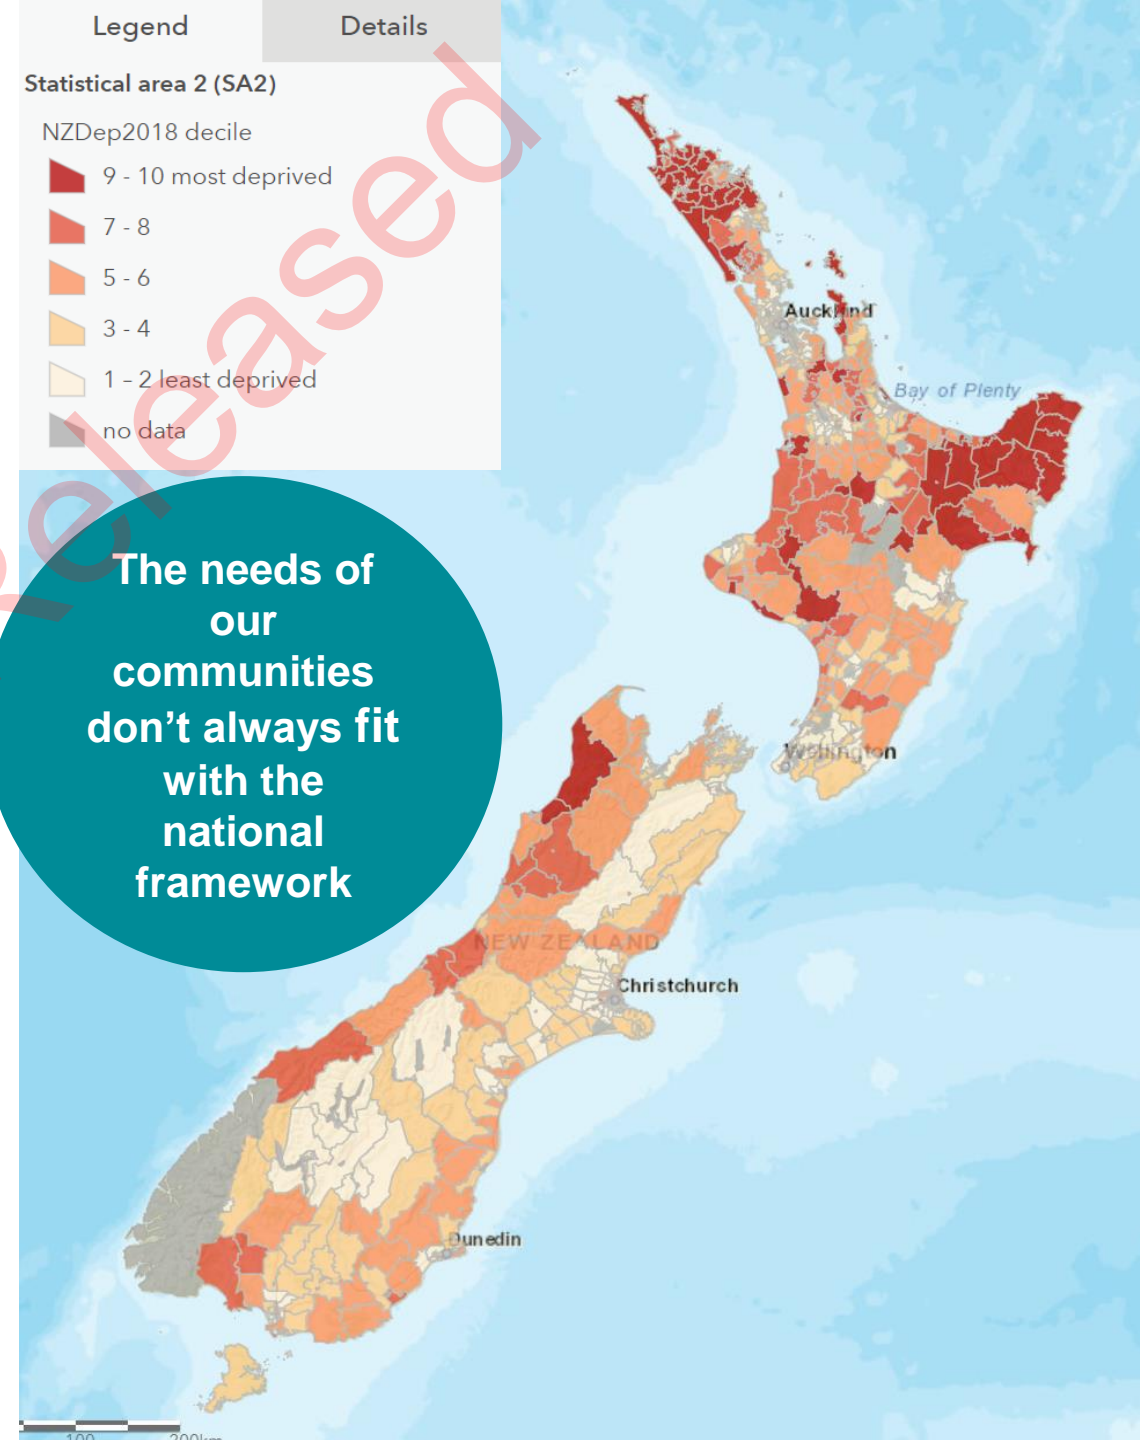 Legend
Details
Statistical area 2 (SA2)
NZDep2018 decile
9 - 10 most deprived
7 - 8
5 - 6
3 - 4
1 – 2 least deprived
no data
Released
The needs of
our
communities
don’t always fit
with the
national
framework
Auckland
Bay of Plenty
Wellington
NEW ZEALAND
Christchurch
Dunedin
100
200km